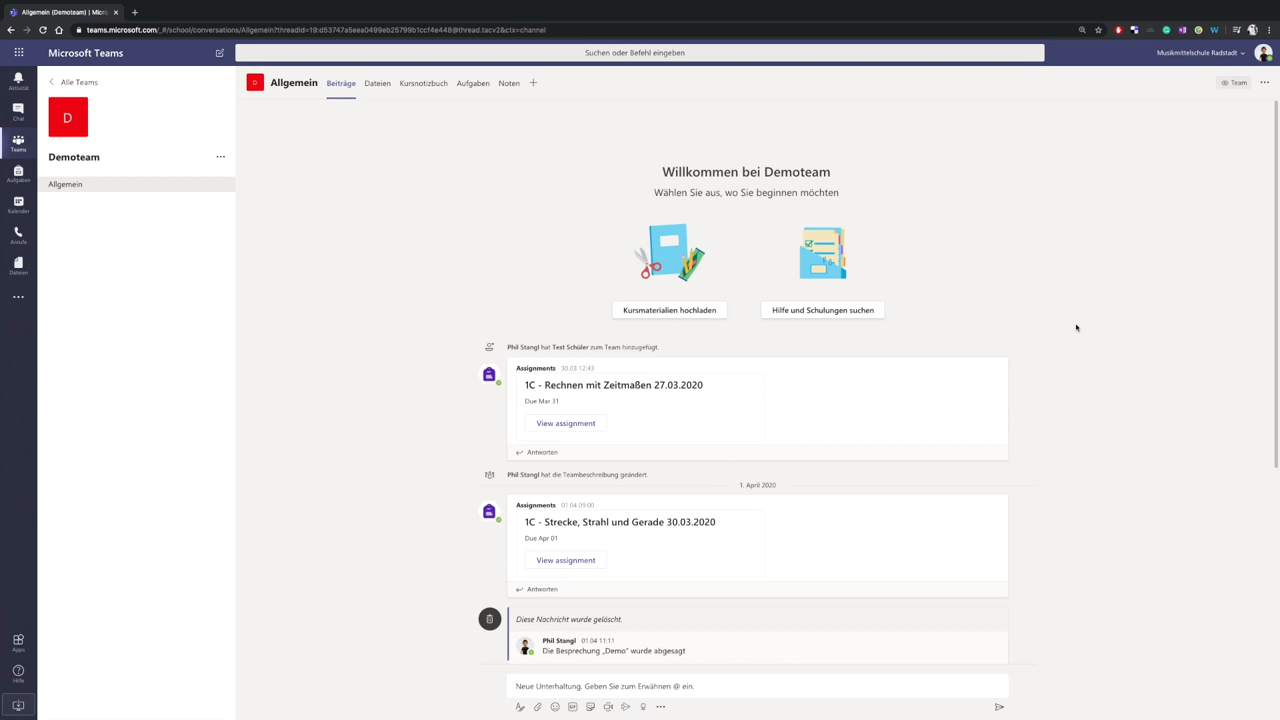 Allgemein (Demoteam) | Micros
teams.microsoft.com/_#/school/conversations/Allgemein?threadId=19:d53747a5eea0499eb25799b1ccf4e448@thread.tacv2&ctx=channel
Microsoft Teams
Suchen oder Befehl eingeben
Musikmittelschule Radstadt
Aktivität
Chat
Teams
Aufgaben
Kalender
Anrufe
Dateien
Apps
Hilfe
Alle Teams
D
Demoteam
Allgemein
D
Allgemein
Beiträge
Dateien
Kursnotizbuch
Aufgaben
Noten
Team
Willkommen bei Demoteam
Wählen Sie aus, wo Sie beginnen möchten
Kursmaterialien hochladen
Hilfe und Schulungen suchen
Phil Stangl hat Test Schüler zum Team hinzugefügt.
Assignments 30.03 12:43
1C - Rechnen mit Zeitmaßen 27.03.2020
Due Mar 31
View assignment
Antworten
Phil Stangl hat die Teambeschreibung geändert.
1. April 2020
Assignments 01.04 09:00
1C - Strecke, Strahl und Gerade 30.03.2020
Due Apr 01
View assignment
Antworten
Diese Nachricht wurde gelöscht.
Phil Stangl 01.04 11:11
Die Besprechung „Demo" wurde abgesagt
Neue Unterhaltung. Geben Sie zum Erwähnen @ ein.